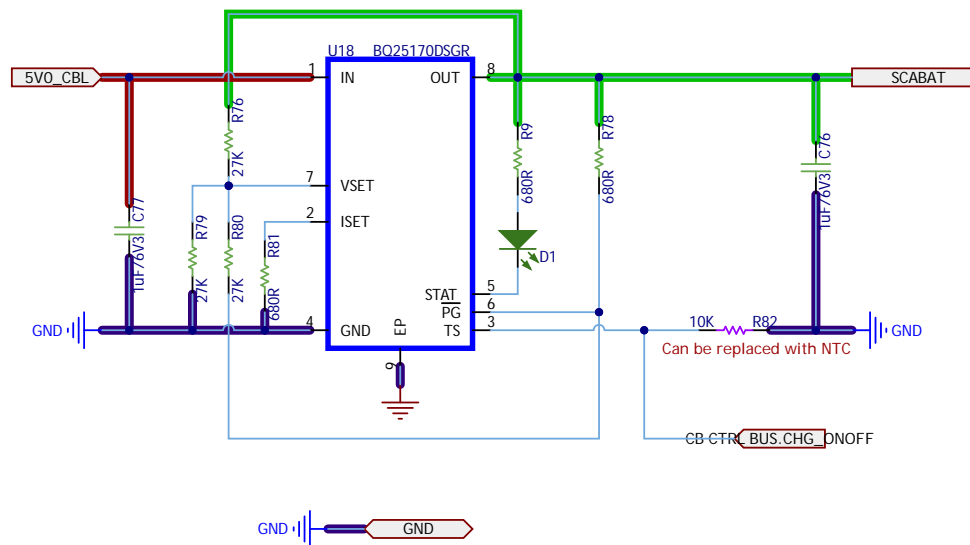 U18 BQ25170DSGR
5V0_CBL
1 IN
OUT 8
SCABAT
R76
27K
R9
680R
R78
680R
C76
1uF/6V3
7 VSET
2 ISET
C77
1uF/6V3
R79
27K
R80
27K
R81
680R
D1
STAT 5
PG 6
TS 3
GND
4 GND
EP
9
10K R82
GND
Can be replaced with NTC
CB CTRL BUS.CHG_ONOFF
GND
GND